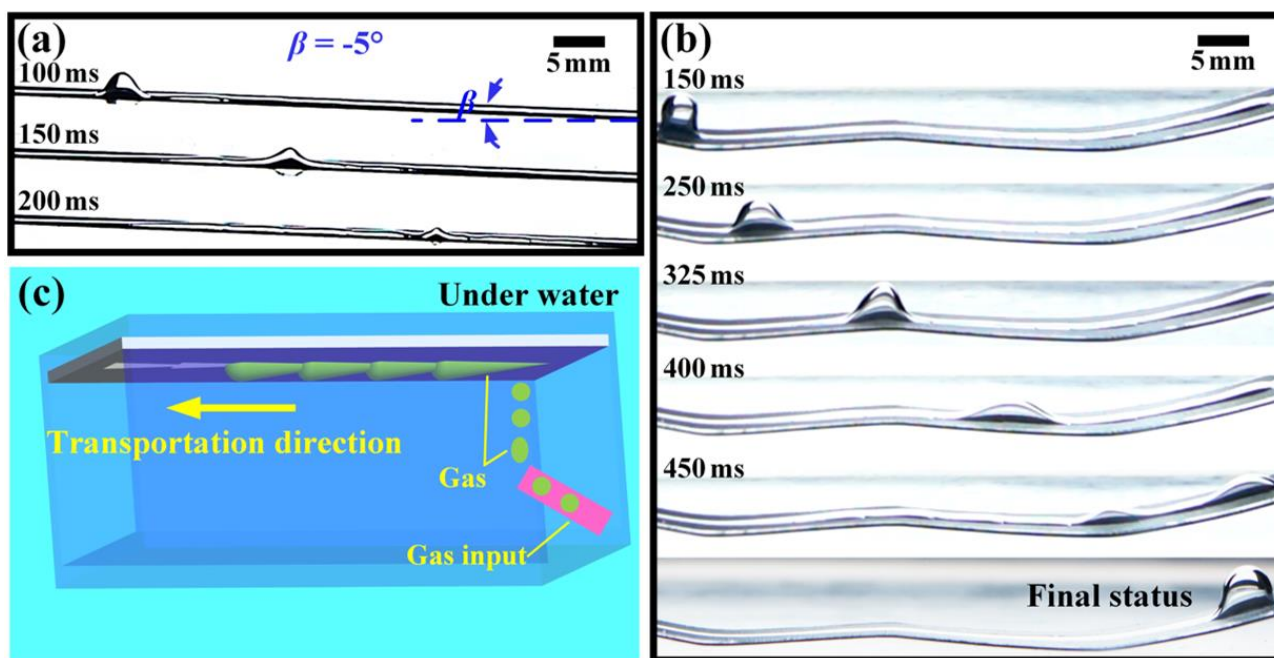 (a)
β = -5°
5 mm
100 ms
β
150 ms
200 ms
(b)
5 mm
150 ms
250 ms
325 ms
400 ms
450 ms
Final status
(c)
Under water
Transportation direction
Gas
Gas input